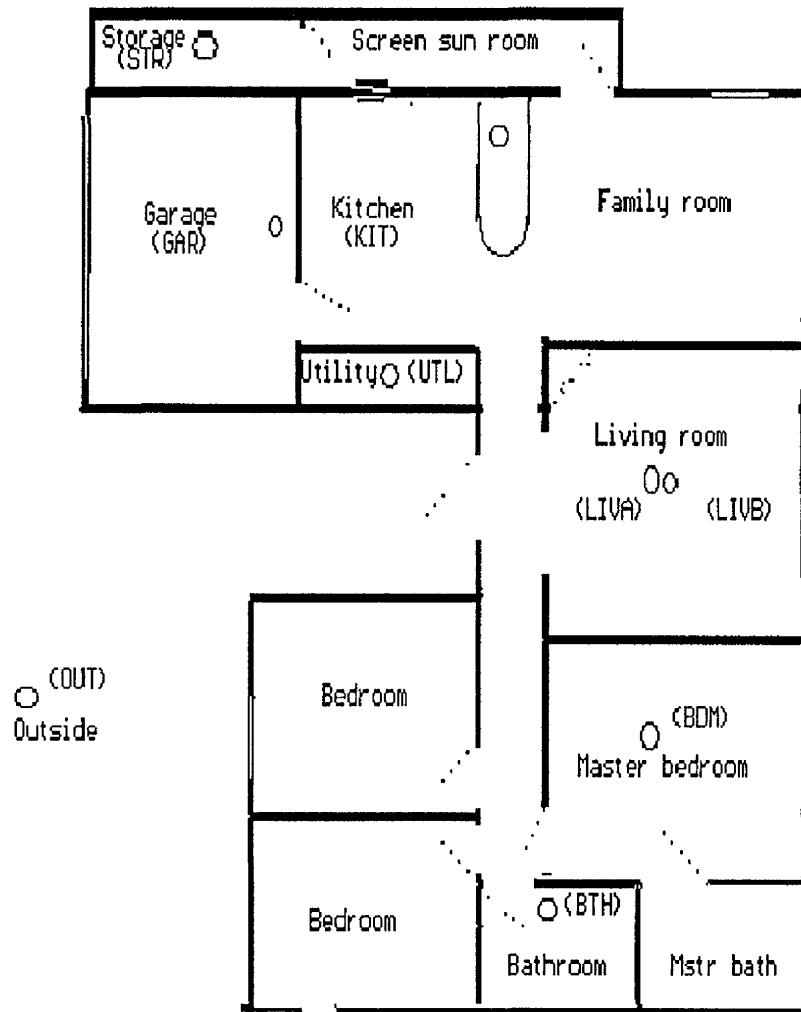 Storage
(STR)
Screen sun room
Garage
(GAR)
Kitchen
(KIT)
Family room
Utility (UTL)
Living room
(LIVA) (LIVB)
(OUT)
Outside
Bedroom
(BDM)
Master bedroom
Bedroom
(BTH)
Bathroom
Mstr bath